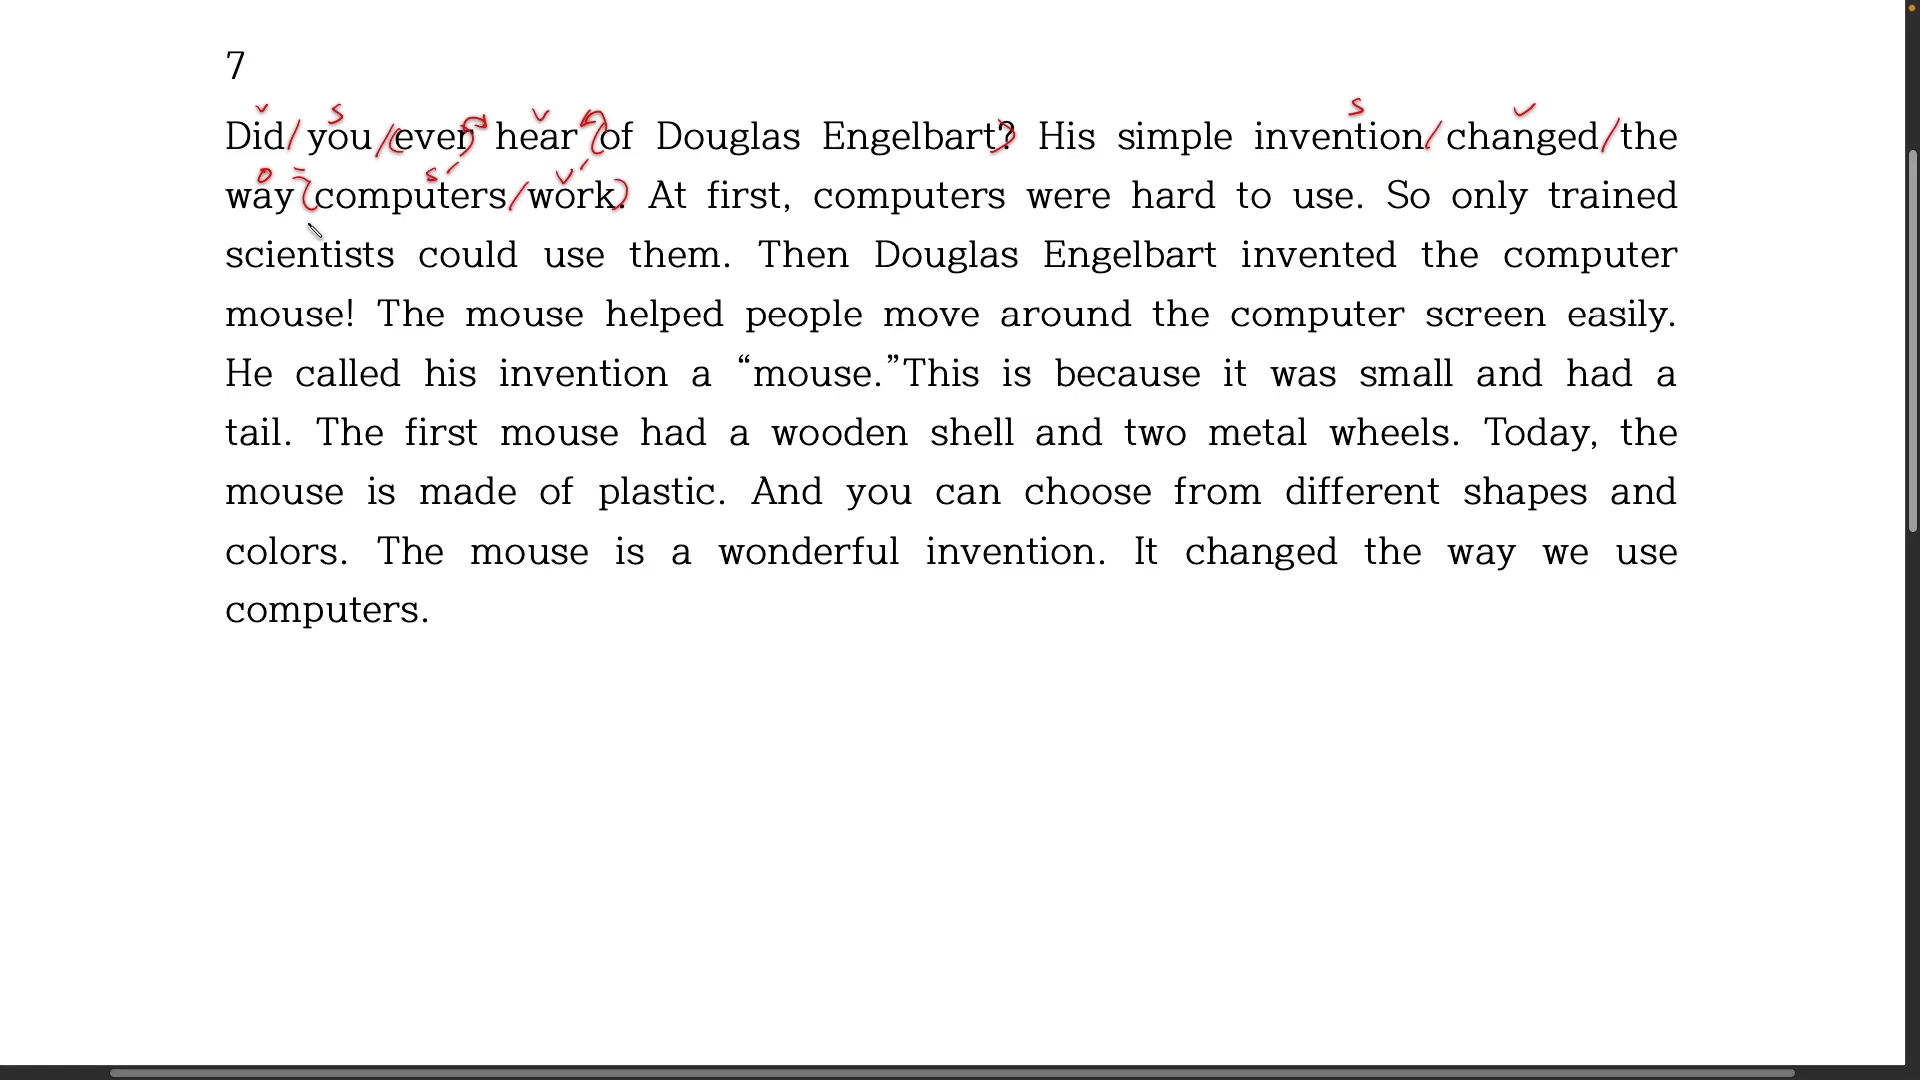 7
v s v s v
Did/ you /(ever hear (of Douglas Engelbart?) His simple invention/ changed/ the
o s' v'
way (computers /work.) At first, computers were hard to use. So only trained
scientists could use them. Then Douglas Engelbart invented the computer
mouse! The mouse helped people move around the computer screen easily.
He called his invention a “mouse.”This is because it was small and had a
tail. The first mouse had a wooden shell and two metal wheels. Today, the
mouse is made of plastic. And you can choose from different shapes and
colors. The mouse is a wonderful invention. It changed the way we use
computers.